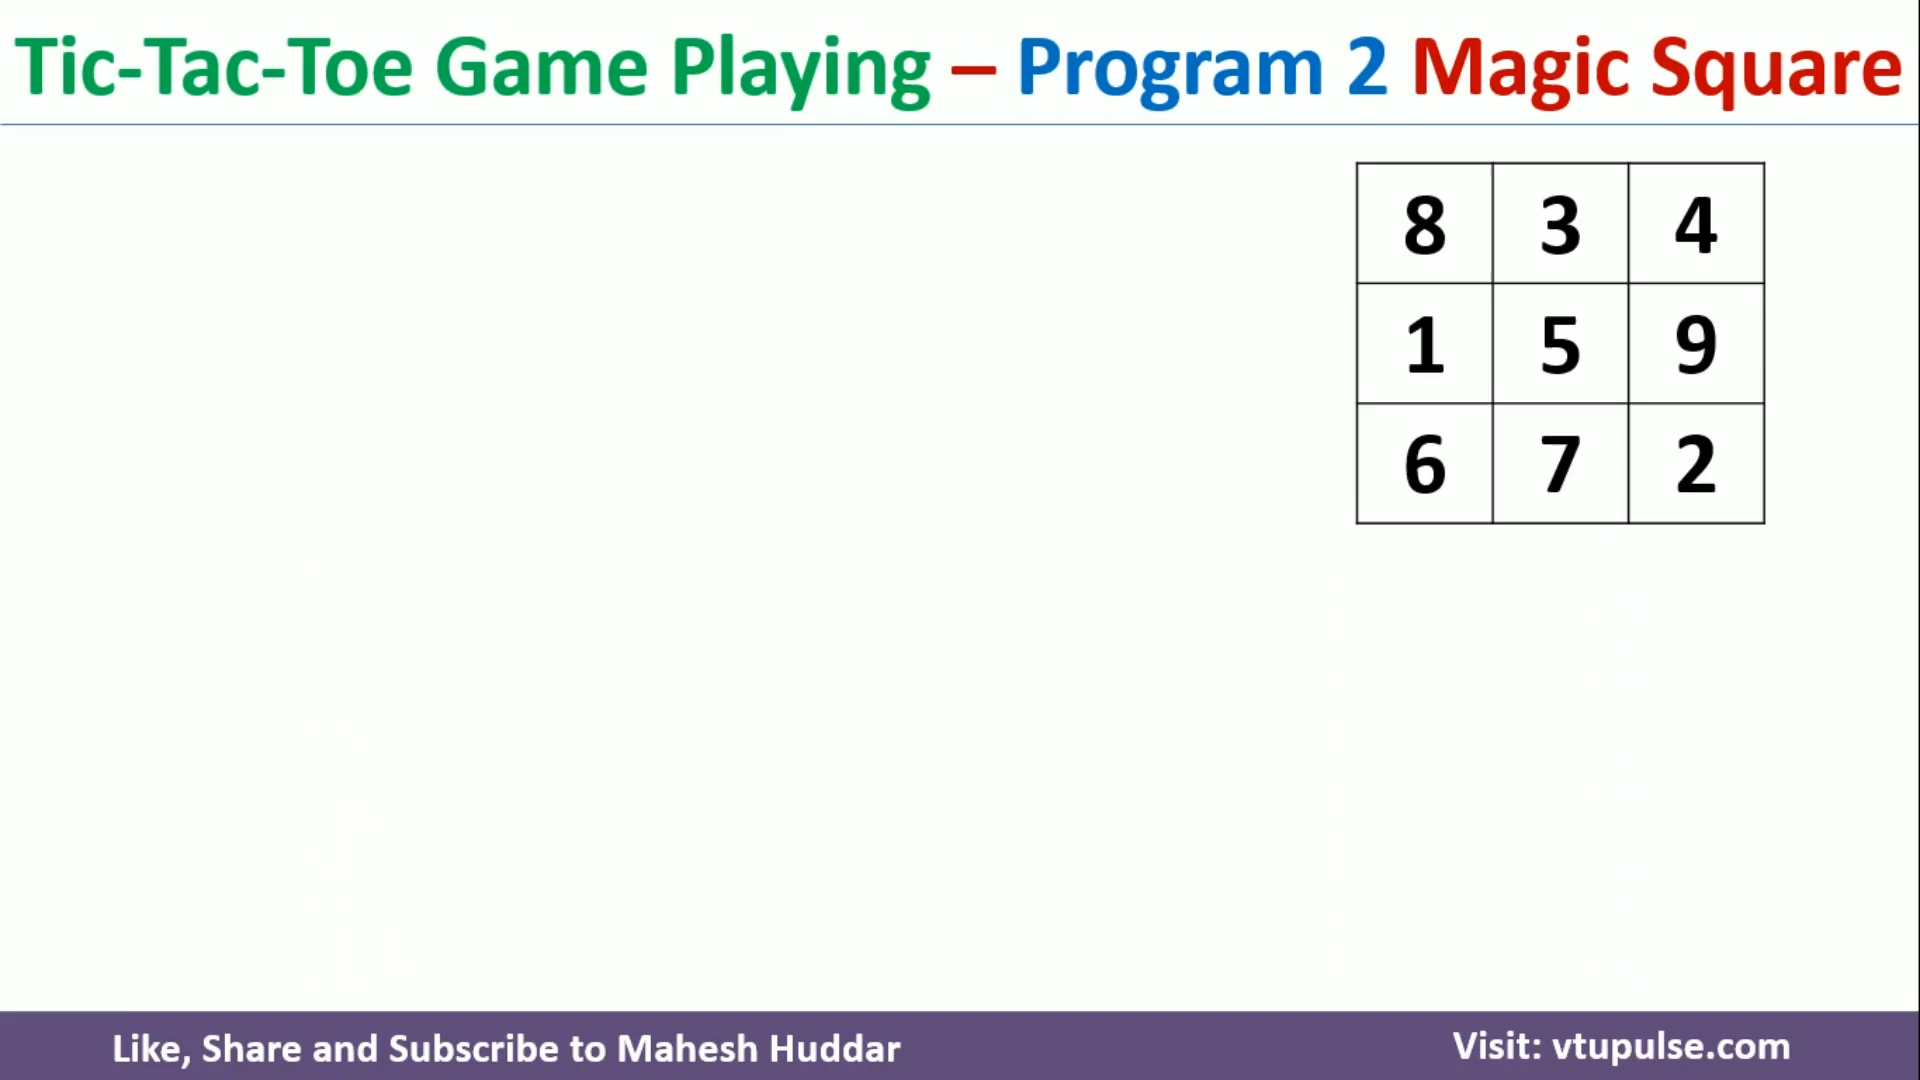 Tic-Tac-Toe Game Playing – Program 2 Magic Square
8 3 4
1 5 9
6 7 2
Like, Share and Subscribe to Mahesh Huddar
Visit: vtupulse.com